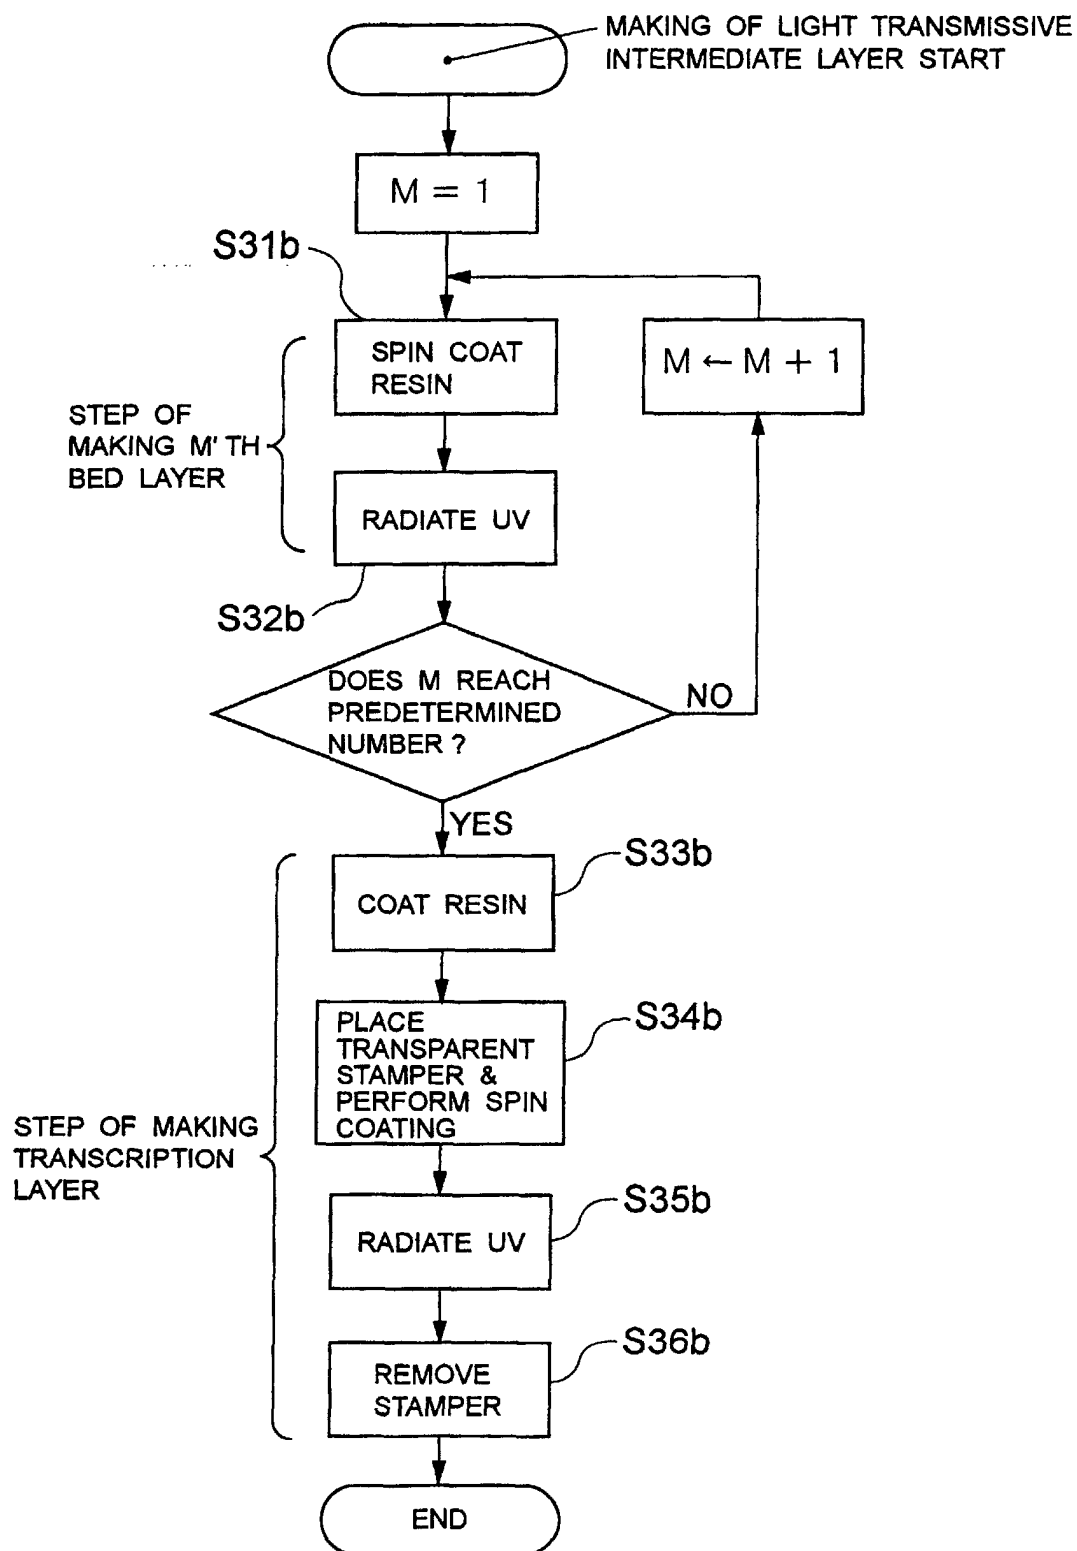 MAKING OF LIGHT TRANSMISSIVE
INTERMEDIATE LAYER START
M = 1
S31b
SPIN COAT
RESIN
M ← M + 1
STEP OF
MAKING M' TH
BED LAYER
RADIATE UV
S32b
DOES M REACH
PREDETERMINED
NUMBER ?
NO
YES
S33b
COAT RESIN
S34b
PLACE
TRANSPARENT
STAMPER &
PERFORM SPIN
COATING
STEP OF MAKING
TRANSCRIPTION
LAYER
S35b
RADIATE UV
S36b
REMOVE
STAMPER
END